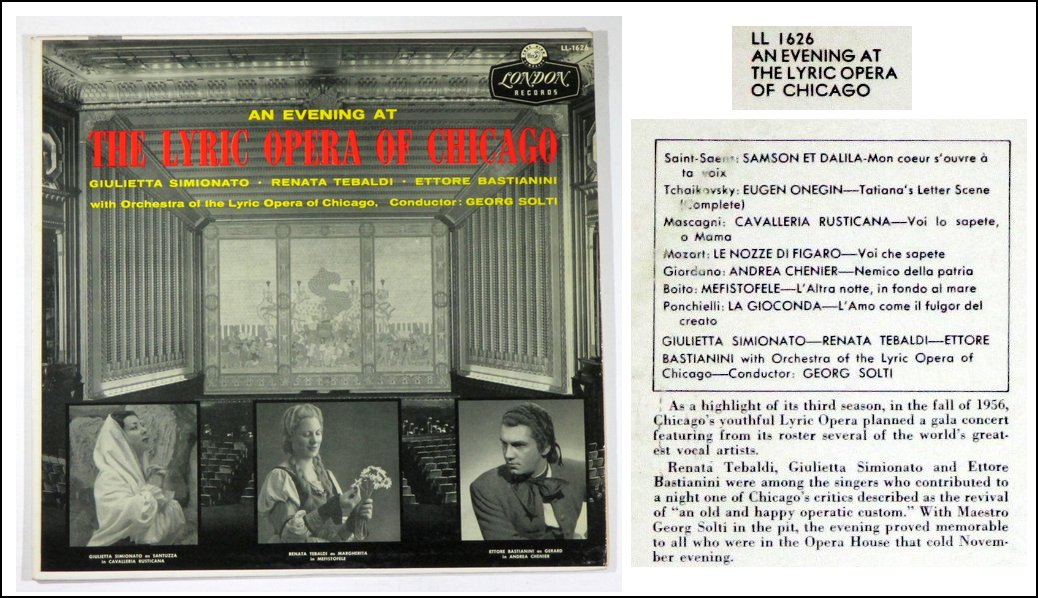 LL-1626
FULL FREQUENCY RANGE
LONDON
RECORDS
AN EVENING AT
THE LYRIC OPERA OF CHICAGO
GIULIETTA SIMIONATO · RENATA TEBALDI · ETTORE BASTIANINI
with Orchestra of the Lyric Opera of Chicago, Conductor: GEORG SOLTI
GIULIETTA SIMIONATO as SANTUZZA
in CAVALLERIA RUSTICANA
RENATA TEBALDI as MARGHERITA
in MEFISTOFELE
ETTORE BASTIANINI as GERARD
in ANDREA CHENIER
LL 1626
AN EVENING AT
THE LYRIC OPERA
OF CHICAGO
Saint-Saens: SAMSON ET DALILA-Mon coeur s'ouvre à
ta voix
Tchaikovsky: EUGEN ONEGIN—Tatiana's Letter Scene
(Complete)
Mascagni: CAVALLERIA RUSTICANA—Voi lo sapete,
o Mama
Mozart: LE NOZZE DI FIGARO—Voi che sapete
Giordano: ANDREA CHENIER—Nemico della patria
Boito: MEFISTOFELE—L'Altra notte, in fondo al mare
Ponchielli: LA GIOCONDA—L'Amo come il fulgor del
creato
GIULIETTA SIMIONATO—RENATA TEBALDI—ETTORE
BASTIANINI with Orchestra of the Lyric Opera of
Chicago—Conductor: GEORG SOLTI
As a highlight of its third season, in the fall of 1956,
Chicago's youthful Lyric Opera planned a gala concert
featuring from its roster several of the world's great-
est vocal artists.
Renata Tebaldi, Giulietta Simionato and Ettore
Bastianini were among the singers who contributed to
a night one of Chicago's critics described as the revival
of "an old and happy operatic custom." With Maestro
Georg Solti in the pit, the evening proved memorable
to all who were in the Opera House that cold Novem-
ber evening.